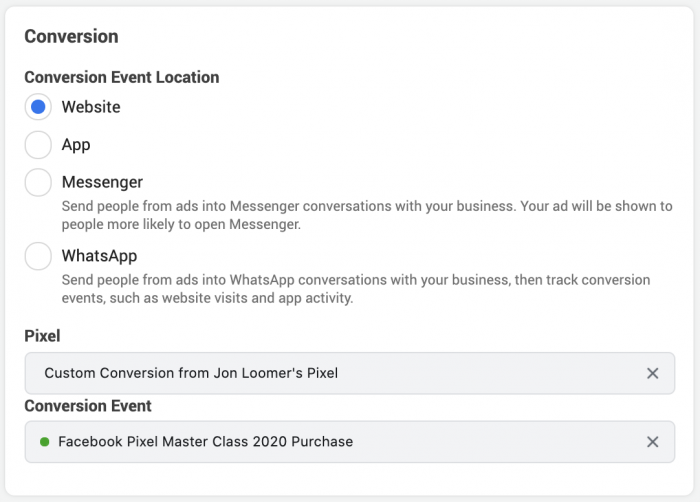 Conversion
Conversion Event Location
Website
App
Messenger
Send people from ads into Messenger conversations with your business. Your ad will be shown to
people more likely to open Messenger.
WhatsApp
Send people from ads into WhatsApp conversations with your business, then track conversion
events, such as website visits and app activity.
Pixel
Custom Conversion from Jon Loomer's Pixel
Conversion Event
Facebook Pixel Master Class 2020 Purchase